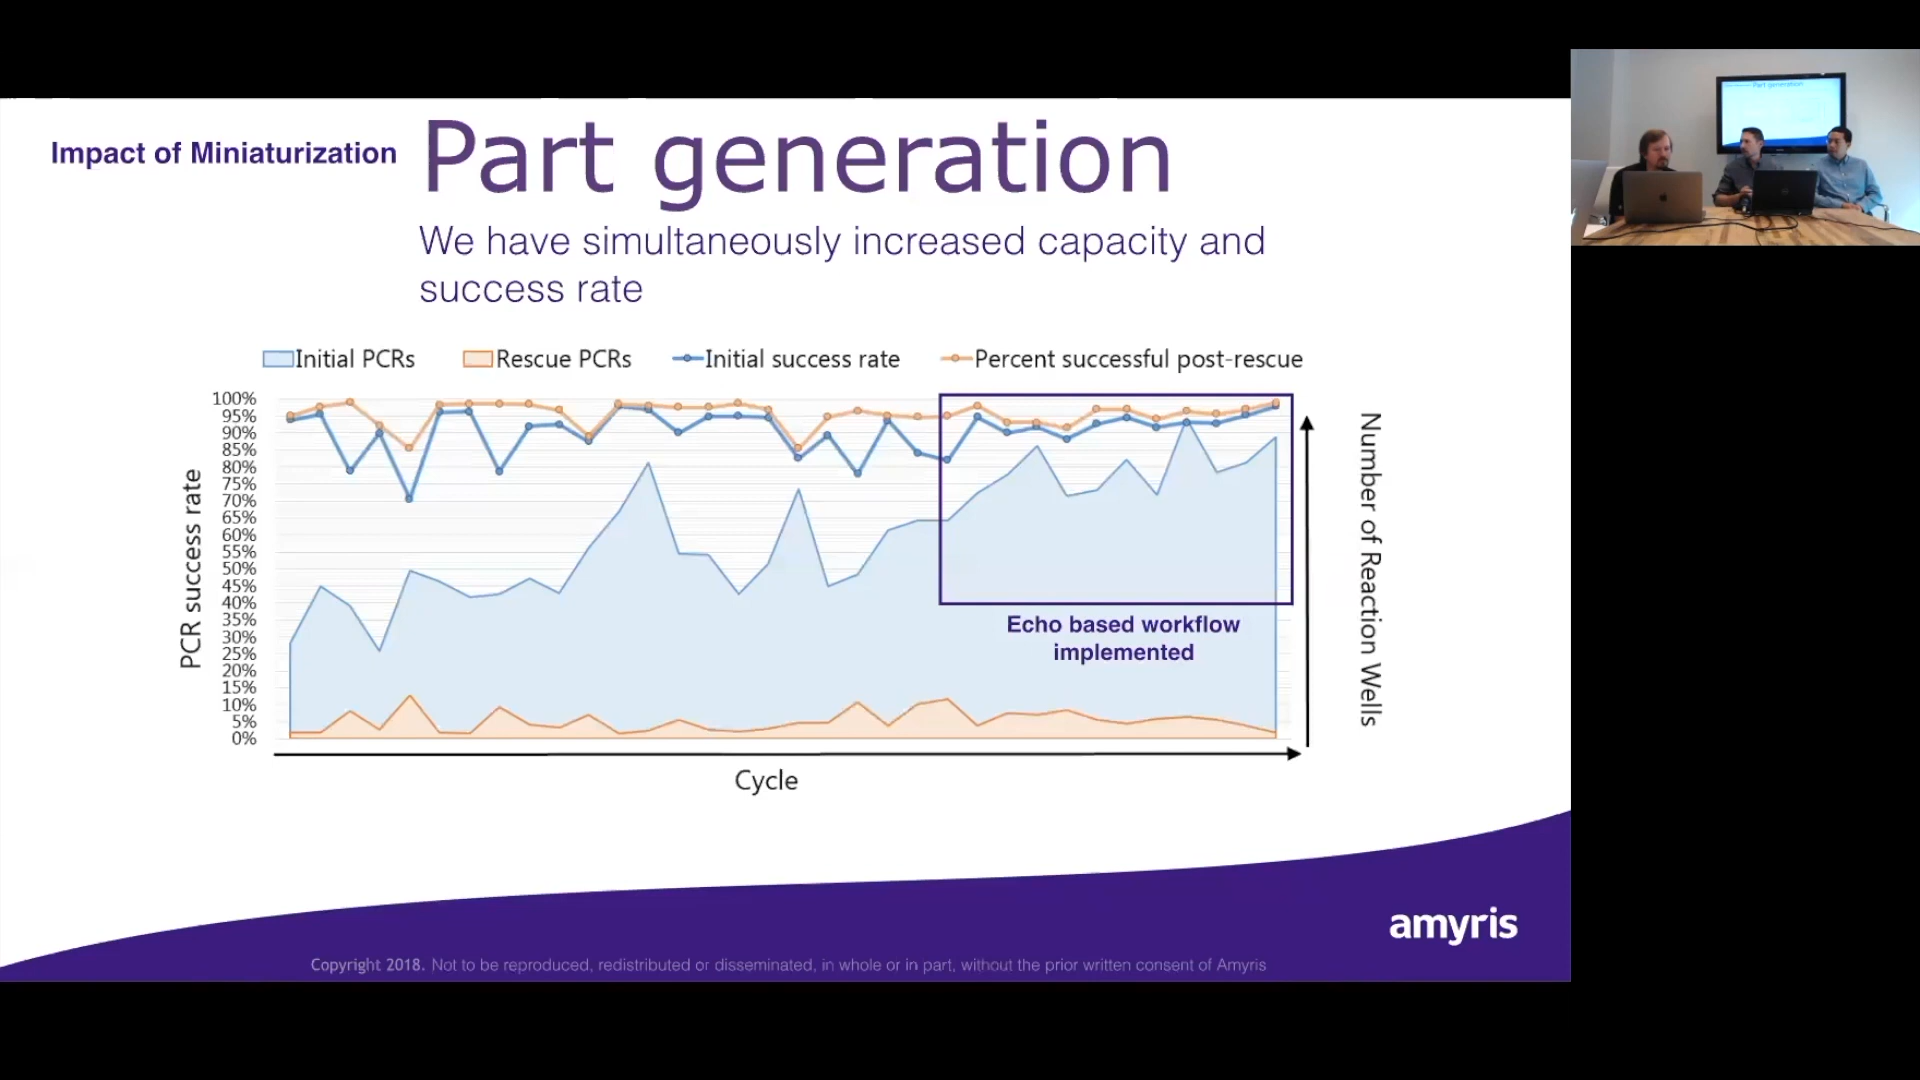 Impact of Miniaturization
Part generation
We have simultaneously increased capacity and
success rate
Initial PCRs
Rescue PCRs
Initial success rate
Percent successful post-rescue
100%
95%
90%
85%
80%
75%
70%
65%
60%
55%
50%
45%
40%
35%
30%
25%
20%
15%
10%
5%
0%
PCR success rate
Number of Reaction Wells
Echo based workflow
implemented
Cycle
amyris
Copyright 2018. Not to be reproduced, redistributed or disseminated, in whole or in part, without the prior written consent of Amyris
Part generation